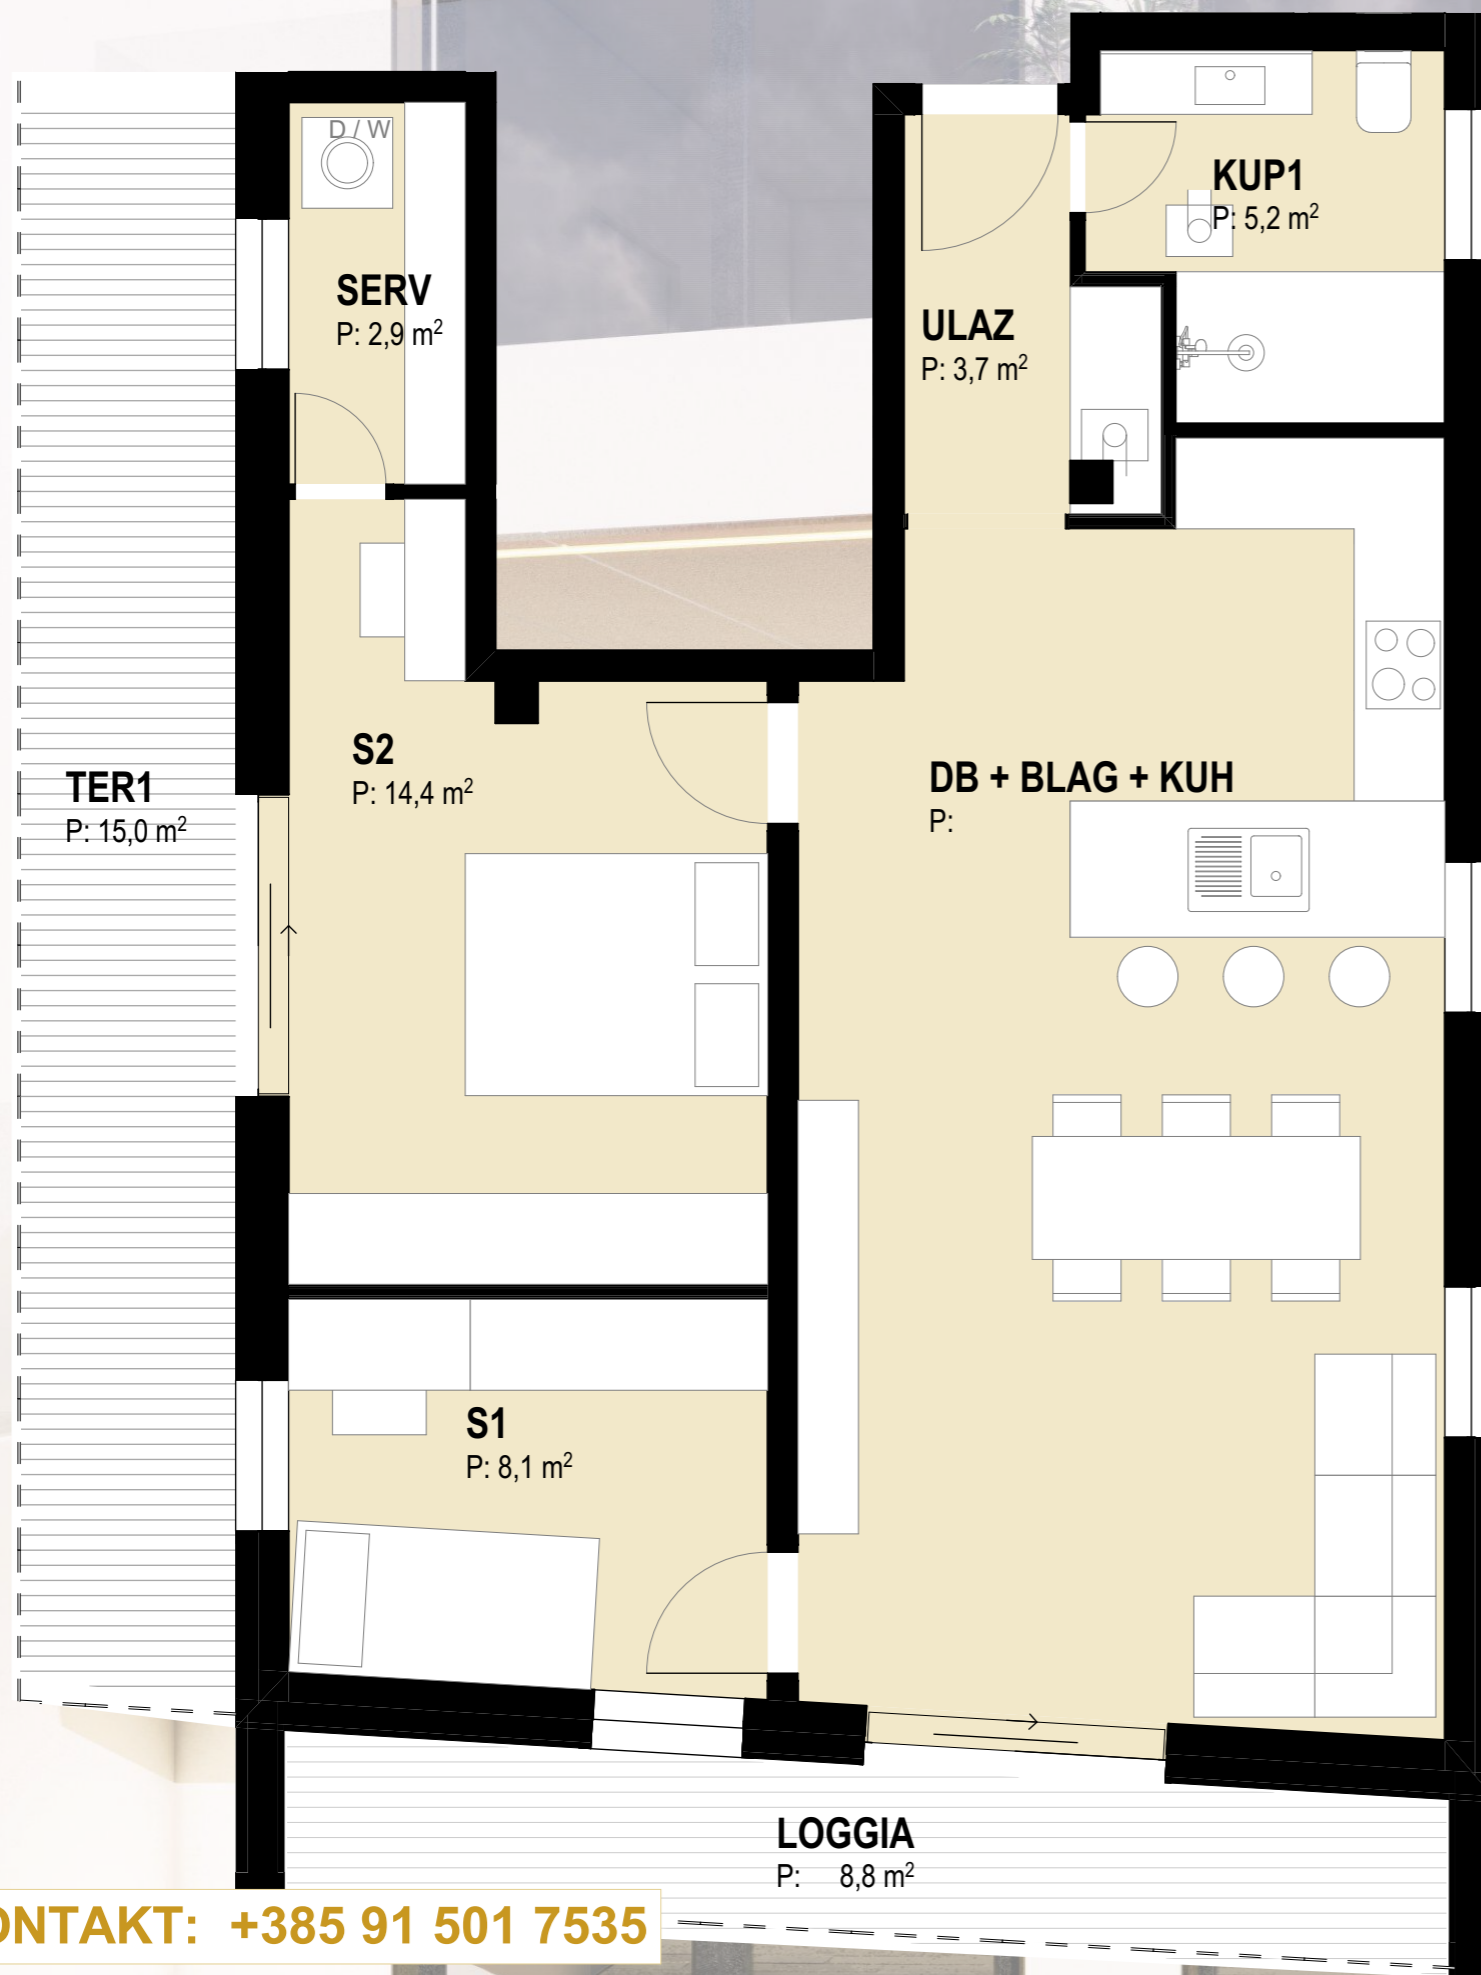 D / W
KUP1
P: 5,2 m²
SERV
P: 2,9 m²
ULAZ
P: 3,7 m²
S2
P: 14,4 m²
TER1
P: 15,0 m²
DB + BLAG + KUH
P:
S1
P: 8,1 m²
LOGGIA
P: 8,8 m²
ONTAKT: +385 91 501 7535